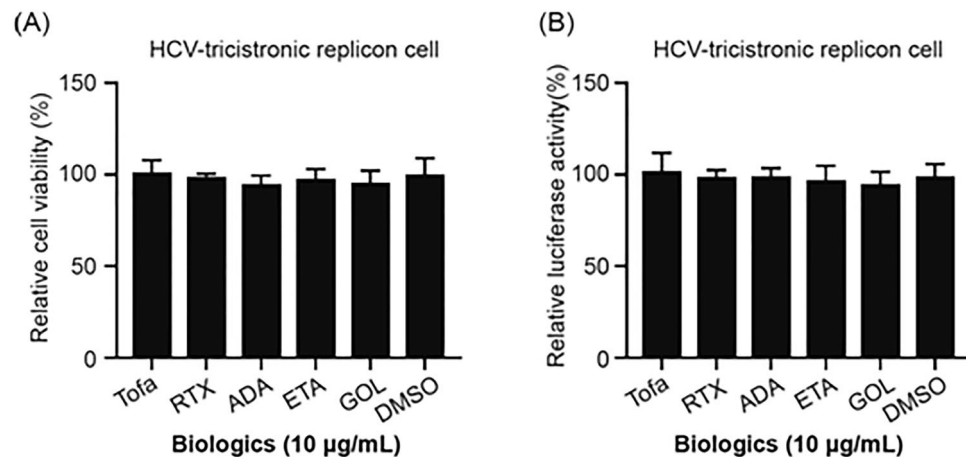 (A)
HCV-tricistronic replicon cell
Relative cell viability (%)
150
100
50
0
Tofa
RTX
ADA
ETA
GOL
DMSO
Biologics (10 µg/mL)
(B)
HCV-tricistronic replicon cell
Relative luciferase activity(%)
150
100
50
0
Tofa
RTX
ADA
ETA
GOL
DMSO
Biologics (10 µg/mL)